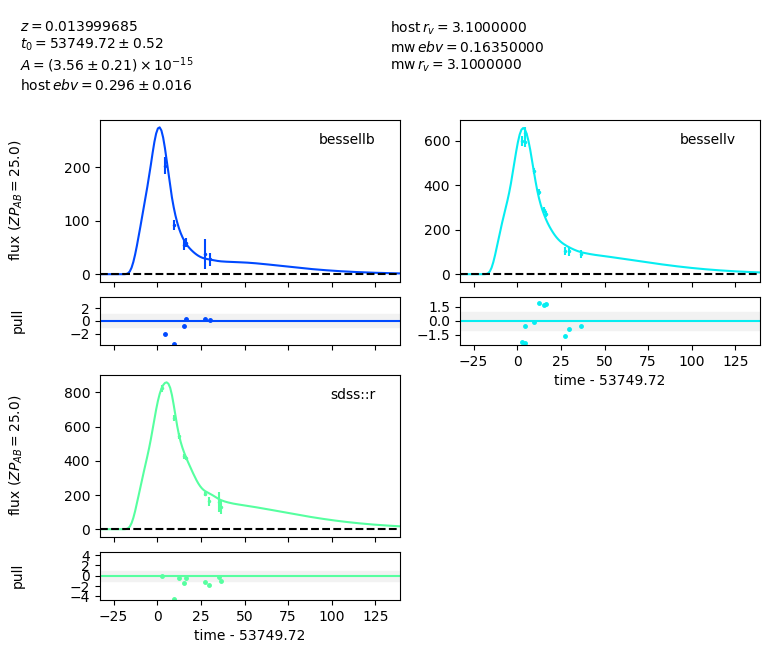 z = 0.013999685
t₀ = 53749.72 ± 0.52
A = (3.56 ± 0.21) × 10⁻¹⁵
host ebv = 0.296 ± 0.016
host r_v = 3.1000000
mw ebv = 0.16350000
mw r_v = 3.1000000
flux (ZP_AB = 25.0)
200
100
0
bessellb
pull
2
0
−2
600
400
200
0
bessellv
1.5
0.0
−1.5
−25 0 25 50 75 100 125
time - 53749.72
flux (ZP_AB = 25.0)
800
600
400
200
0
sdss::r
pull
4
2
0
−2
−4
−25 0 25 50 75 100 125
time - 53749.72